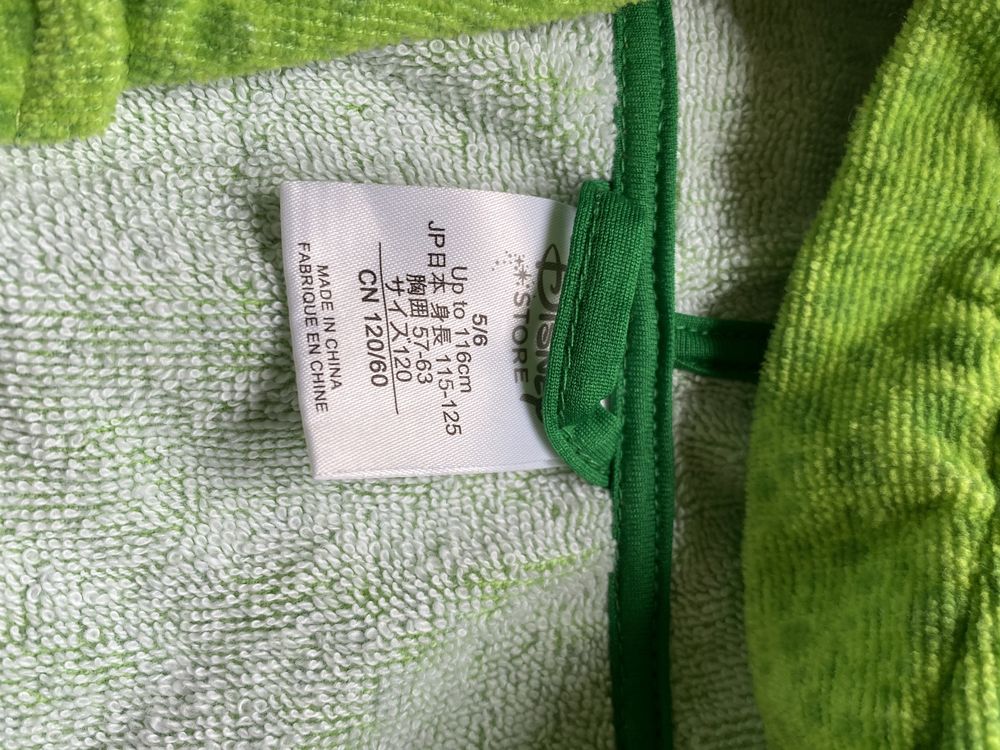 Disney
STORE
5/6
Up to 116cm
JP日本 身長 115-125
胸囲 57-63
サイズ120
CN 120/60
MADE IN CHINA
FABRIQUE EN CHINE